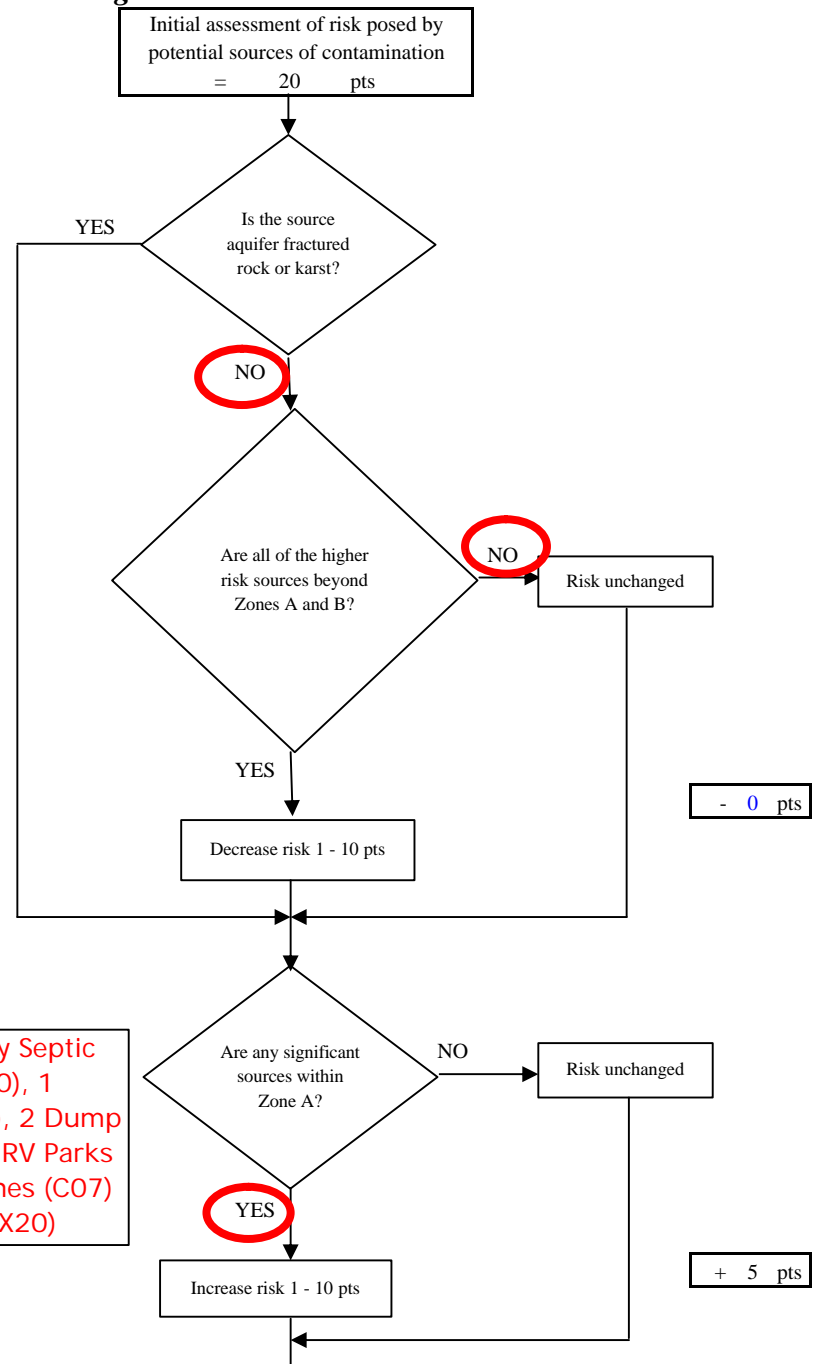 Initial assessment of risk posed by
potential sources of contamination
= 20 pts
Is the source
aquifer fractured
rock or karst?
YES
NO
Are all of the higher
risk sources beyond
Zones A and B?
NO
Risk unchanged
YES
- 0 pts
Decrease risk 1 - 10 pts
Are any significant
sources within
Zone A?
NO
Risk unchanged
Septic
1
, 2 Dump
RV Parks
(C07)
X20)
YES
Increase risk 1 - 10 pts
+ 5 pts